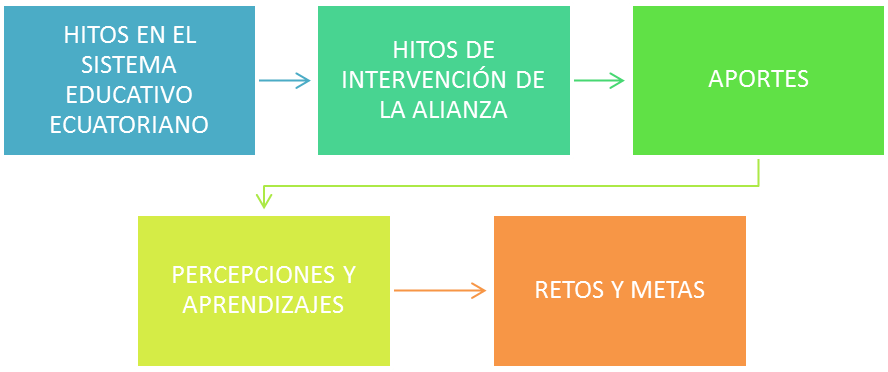 HITOS EN EL
SISTEMA
EDUCATIVO
ECUATORIANO
HITOS DE
INTERVENCIÓN DE
LA ALIANZA
APORTES
PERCEPCIONES Y
APRENDIZAJES
RETOS Y METAS